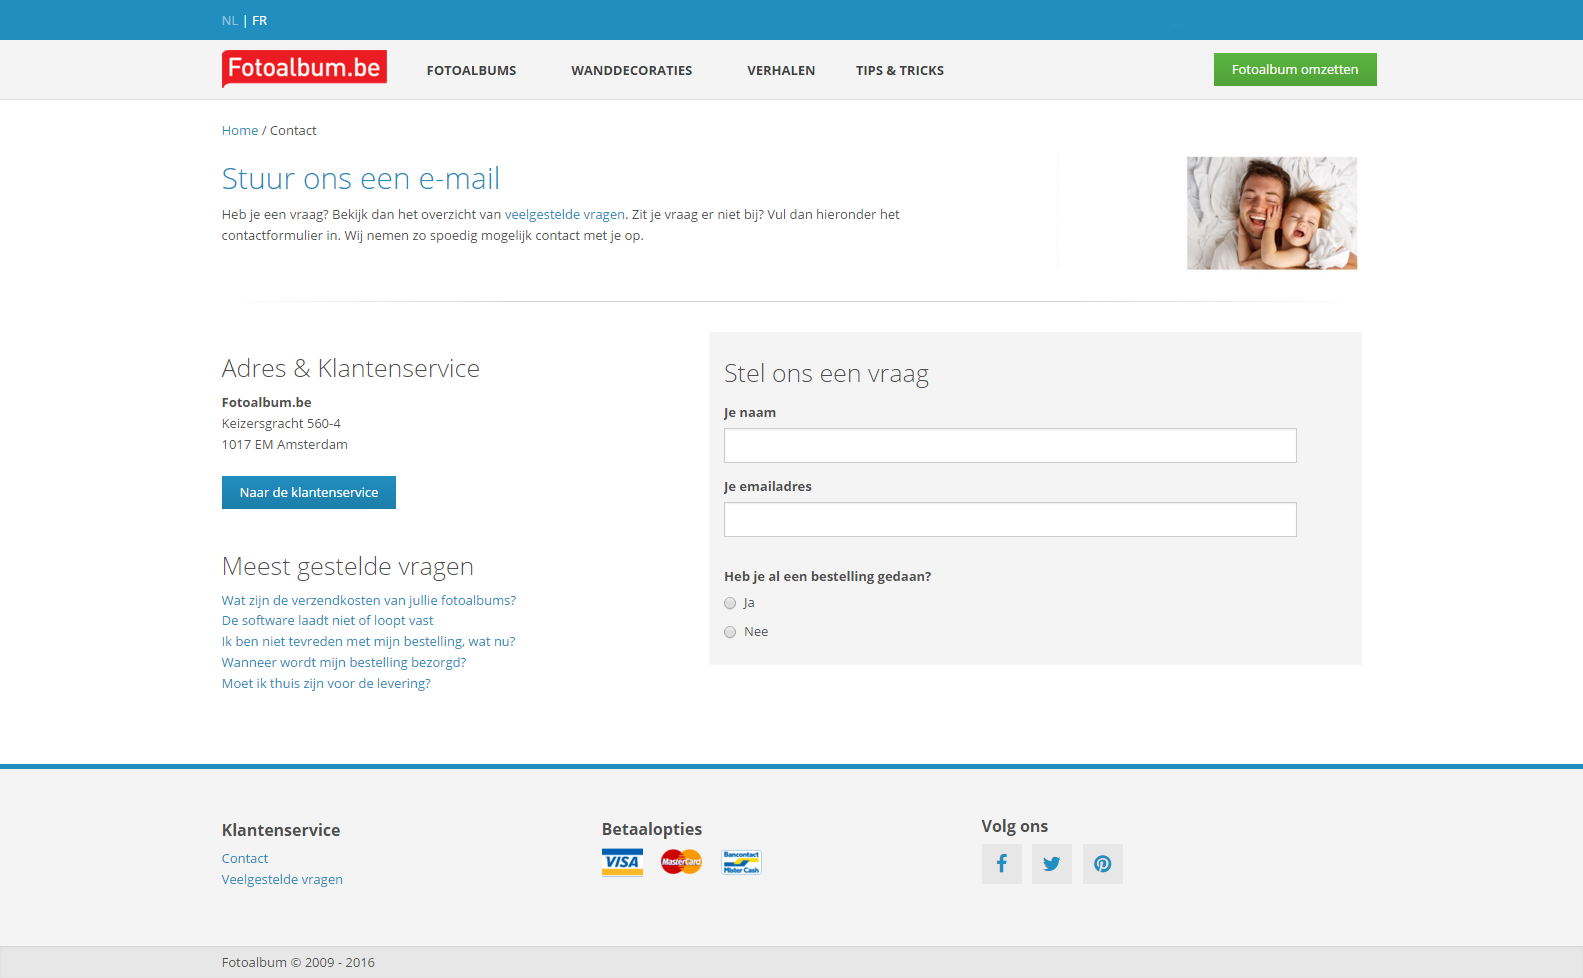 NL | FR
Fotoalbum.be
FOTOALBUMS
WANDDECORATIES
VERHALEN
TIPS & TRICKS
Fotoalbum omzetten
Home / Contact
Stuur ons een e-mail
Heb je een vraag? Bekijk dan het overzicht van veelgestelde vragen. Zit je vraag er niet bij? Vul dan hieronder het
contactformulier in. Wij nemen zo spoedig mogelijk contact met je op.
Adres & Klantenservice
Fotoalbum.be
Keizersgracht 560-4
1017 EM Amsterdam
Naar de klantenservice
Meest gestelde vragen
Wat zijn de verzendkosten van jullie fotoalbums?
De software laadt niet of loopt vast
Ik ben niet tevreden met mijn bestelling, wat nu?
Wanneer wordt mijn bestelling bezorgd?
Moet ik thuis zijn voor de levering?
Stel ons een vraag
Je naam
Je emailadres
Heb je al een bestelling gedaan?
Ja
Nee
Klantenservice
Contact
Veelgestelde vragen
Betaalopties
VISA
MasterCard
Bancontact
Mister Cash
Volg ons
Fotoalbum © 2009 - 2016